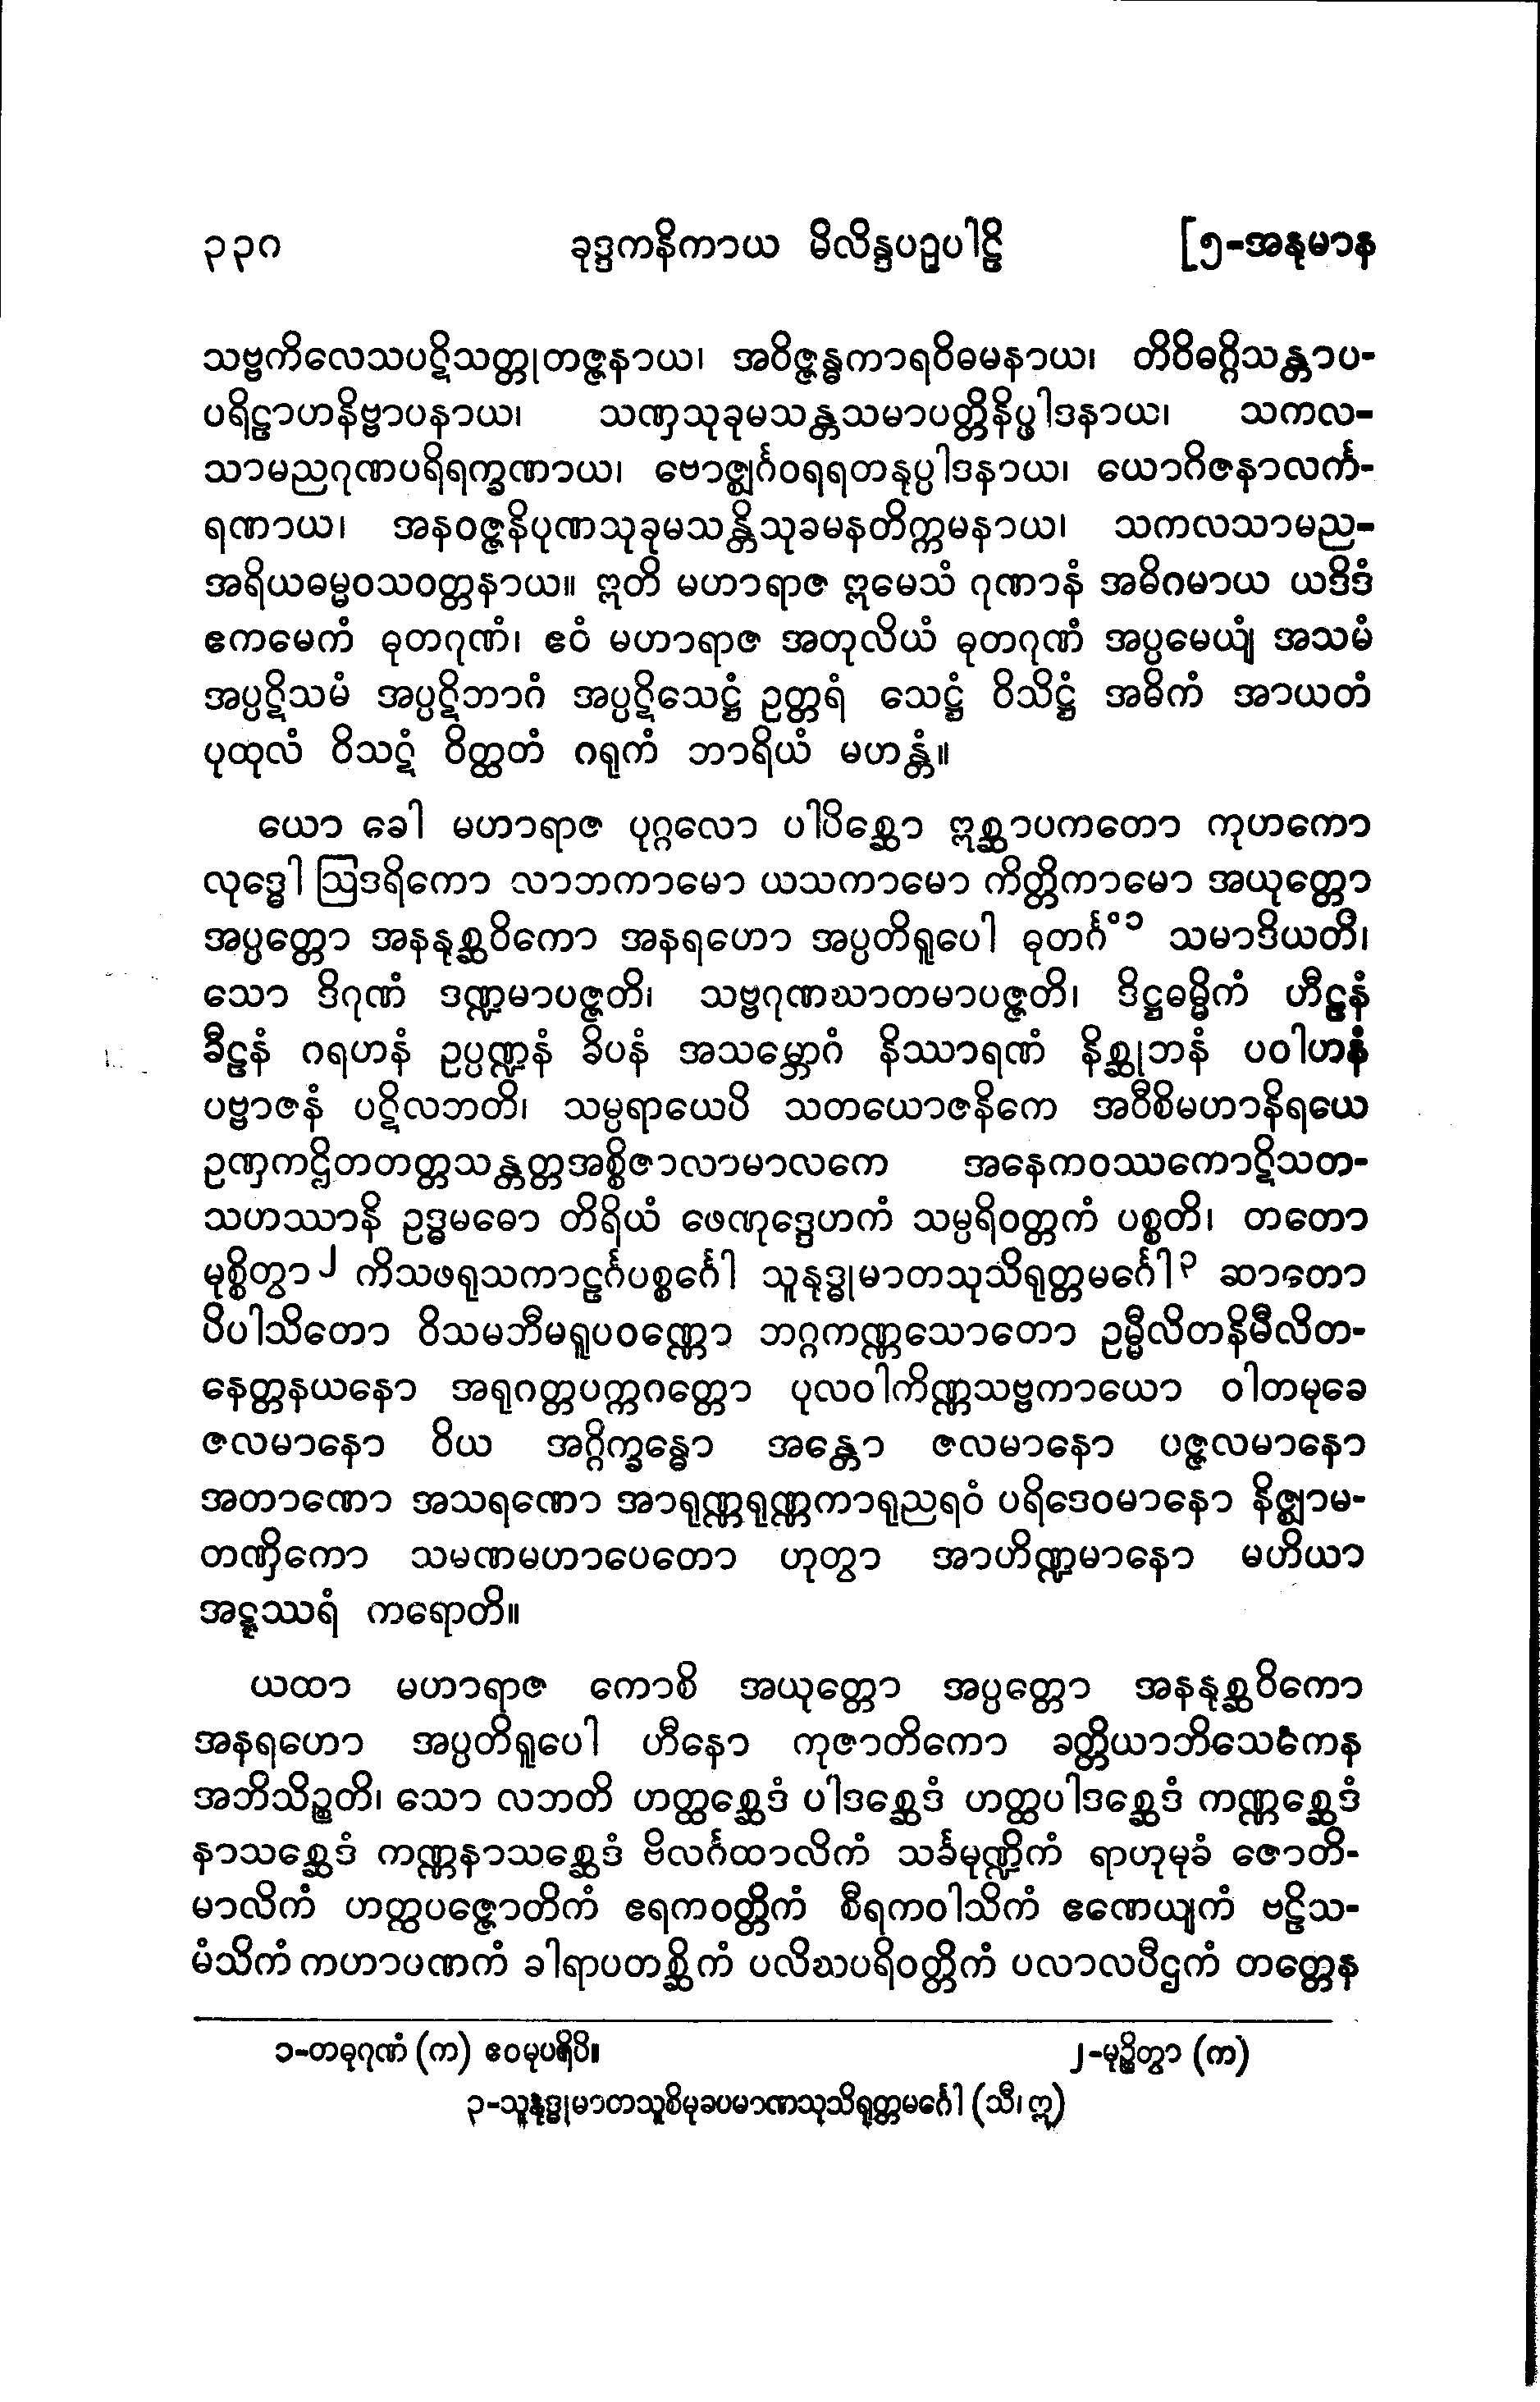 ၃၃ဂ ခုဒ္ဒကနိကာယ မိလိန္ဒပဥှပါဠိ [၅-အနုမာန
သဗ္ဗကိလေသပဋိသတ္တုတဇ္ဇနာယ၊ အဝိဇ္ဇန္ဓကာရဝိဓမနာယ၊ တိဝိဓဂ္ဂိသန္တာပ-
ပရိဠာဟနိဗ္ဗာပနာယ၊ သဏှသုခုမသန္တသမာပတ္တိနိပ္ဖါဒနာယ၊ သကလ-
သာမညဂုဏပရိရက္ခဏာယ၊ ဗောဇ္ဈင်္ဂဝရရတနုပ္ပါဒနာယ၊ ယောဂိဇနာလင်္က-
ရဏာယ၊ အနဝဇ္ဇနိပုဏသုခုမသန္တိသုခမနတိက္ကမနာယ၊ သကလသာမည-
အရိယဓမ္မဝသဝတ္တနာယ။ ဣတိ မဟာရာဇ ဣမေသံ ဂုဏာနံ အဓိဂမာယ ယဒိဒံ
ဧကမေကံ ဓုတဂုဏံ၊ ဧဝံ မဟာရာဇ အတုလိယံ ဓုတဂုဏံ အပ္ပမေယျံ အသမံ
အပ္ပဋိသမံ အပ္ပဋိဘာဂံ အပ္ပဋိသေဋ္ဌံ ဥတ္တရံ သေဋ္ဌံ ဝိသိဋ္ဌံ အဓိကံ အာယတံ
ပုထုလံ ဝိသဋံ ဝိတ္ထတံ ဂရုကံ ဘာရိယံ မဟန္တံ။
ယော ခေါ မဟာရာဇ ပုဂ္ဂလော ပါပိစ္ဆော ဣစ္ဆာပကတော ကုဟကော
လုဒ္ဓေါ ဩဒရိကော လာဘကာမော ယသကာမော ကိတ္တိကာမော အယုတ္တော
အပ္ပတ္တော အနနုစ္ဆဝိကော အနရဟော အပ္ပတိရူပေါ ဓုတင်္ဂံ၁ သမာဒိယတိ၊
သော ဒိဂုဏံ ဒဏ္ဍမာပဇ္ဇတိ၊ သဗ္ဗဂုဏဃာတမာပဇ္ဇတိ၊ ဒိဋ္ဌဓမ္မိကံ ဟီဠနံ
ခီဠနံ ဂရဟနံ ဥပ္ပဏ္ဍနံ ခိပနံ အသမ္ဘောဂံ နိဿာရဏံ နိစ္ဆုဘနံ ပဝါဟနံ
ပဗ္ဗာဇနံ ပဋိလဘတိ၊ သမ္ပရာယေပိ သတယောဇနိကေ အဝီစိမဟာနိရယေ
ဥဏှကဌိတတတ္တသန္တတ္တအစ္စိဇာလာမာလကေ အနေကဝဿကောဋိသတ-
သဟဿာနိ ဥဒ္ဓမဓော တိရိယံ ဖေဏုဒ္ဒေဟကံ သမ္ပရိဝတ္တကံ ပစ္စတိ၊ တတော
မုစ္စိတွာ၂ ကိသဖရုသကာဠင်္ဂပစ္စင်္ဂေါ သူနုဒ္ဓုမာတသုသိရုတ္တမင်္ဂေါ၃ ဆာတော
ပိပါသိတော ဝိသမဘီမရူပဝဏ္ဏော ဘဂ္ဂကဏ္ဏသောတော ဥမ္မီလိတနိမီလိတ-
နေတ္တနယနော အရုဂတ္တပက္ကဂတ္တော ပုလဝါကိဏ္ဏသဗ္ဗကာယော ဝါတမုခေ
ဇလမာနော ဝိယ အဂ္ဂိက္ခန္ဓော အန္တော ဇလမာနော ပဇ္ဇလမာနော
အတာဏော အသရဏော အာရုဏ္ဏရုဏ္ဏကာရုညရဝံ ပရိဒေဝမာနော နိဇ္ဈာမ-
တဏှိကော သမဏမဟာပေတော ဟုတွာ အာဟိဏ္ဍမာနော မဟိယာ
အဋ္ဋဿရံ ကရောတိ။
ယထာ မဟာရာဇ ကောစိ အယုတ္တော အပ္ပတ္တော အနနုစ္ဆဝိကော
အနရဟော အပ္ပတိရူပေါ ဟီနော ကုဇာတိကော ခတ္တိယာဘိသေကေန
အဘိသိဉ္စတိ၊ သော လဘတိ ဟတ္ထစ္ဆေဒံ ပါဒစ္ဆေဒံ ဟတ္ထပါဒစ္ဆေဒံ ကဏ္ဏစ္ဆေဒံ
နာသစ္ဆေဒံ ကဏ္ဏနာသစ္ဆေဒံ ဗိလင်္ဂထာလိကံ သင်္ခမုဏ္ဍိကံ ရာဟုမုခံ ဇောတိ-
မာလိကံ ဟတ္ထပဇ္ဇောတိကံ ဧရကဝတ္တိကံ စီရကဝါသိကံ ဧဏေယျကံ ဗဠိသ-
မံသိကံ ကဟာပဏကံ ခါရာပတစ္ဆိကံ ပလိဃပရိဝတ္တိကံ ပလာလပီဌကံ တတ္တေန
၁-တဓုဂုဏံ (က) ဧဝမုပရိပိ။ ၂-မုဉ္စိတွာ (က)
၃-သူနုဒ္ဓုမာတသူစိမုခပမာဏသုသိရုတ္တမင်္ဂေါ (သီ၊ ဣ)